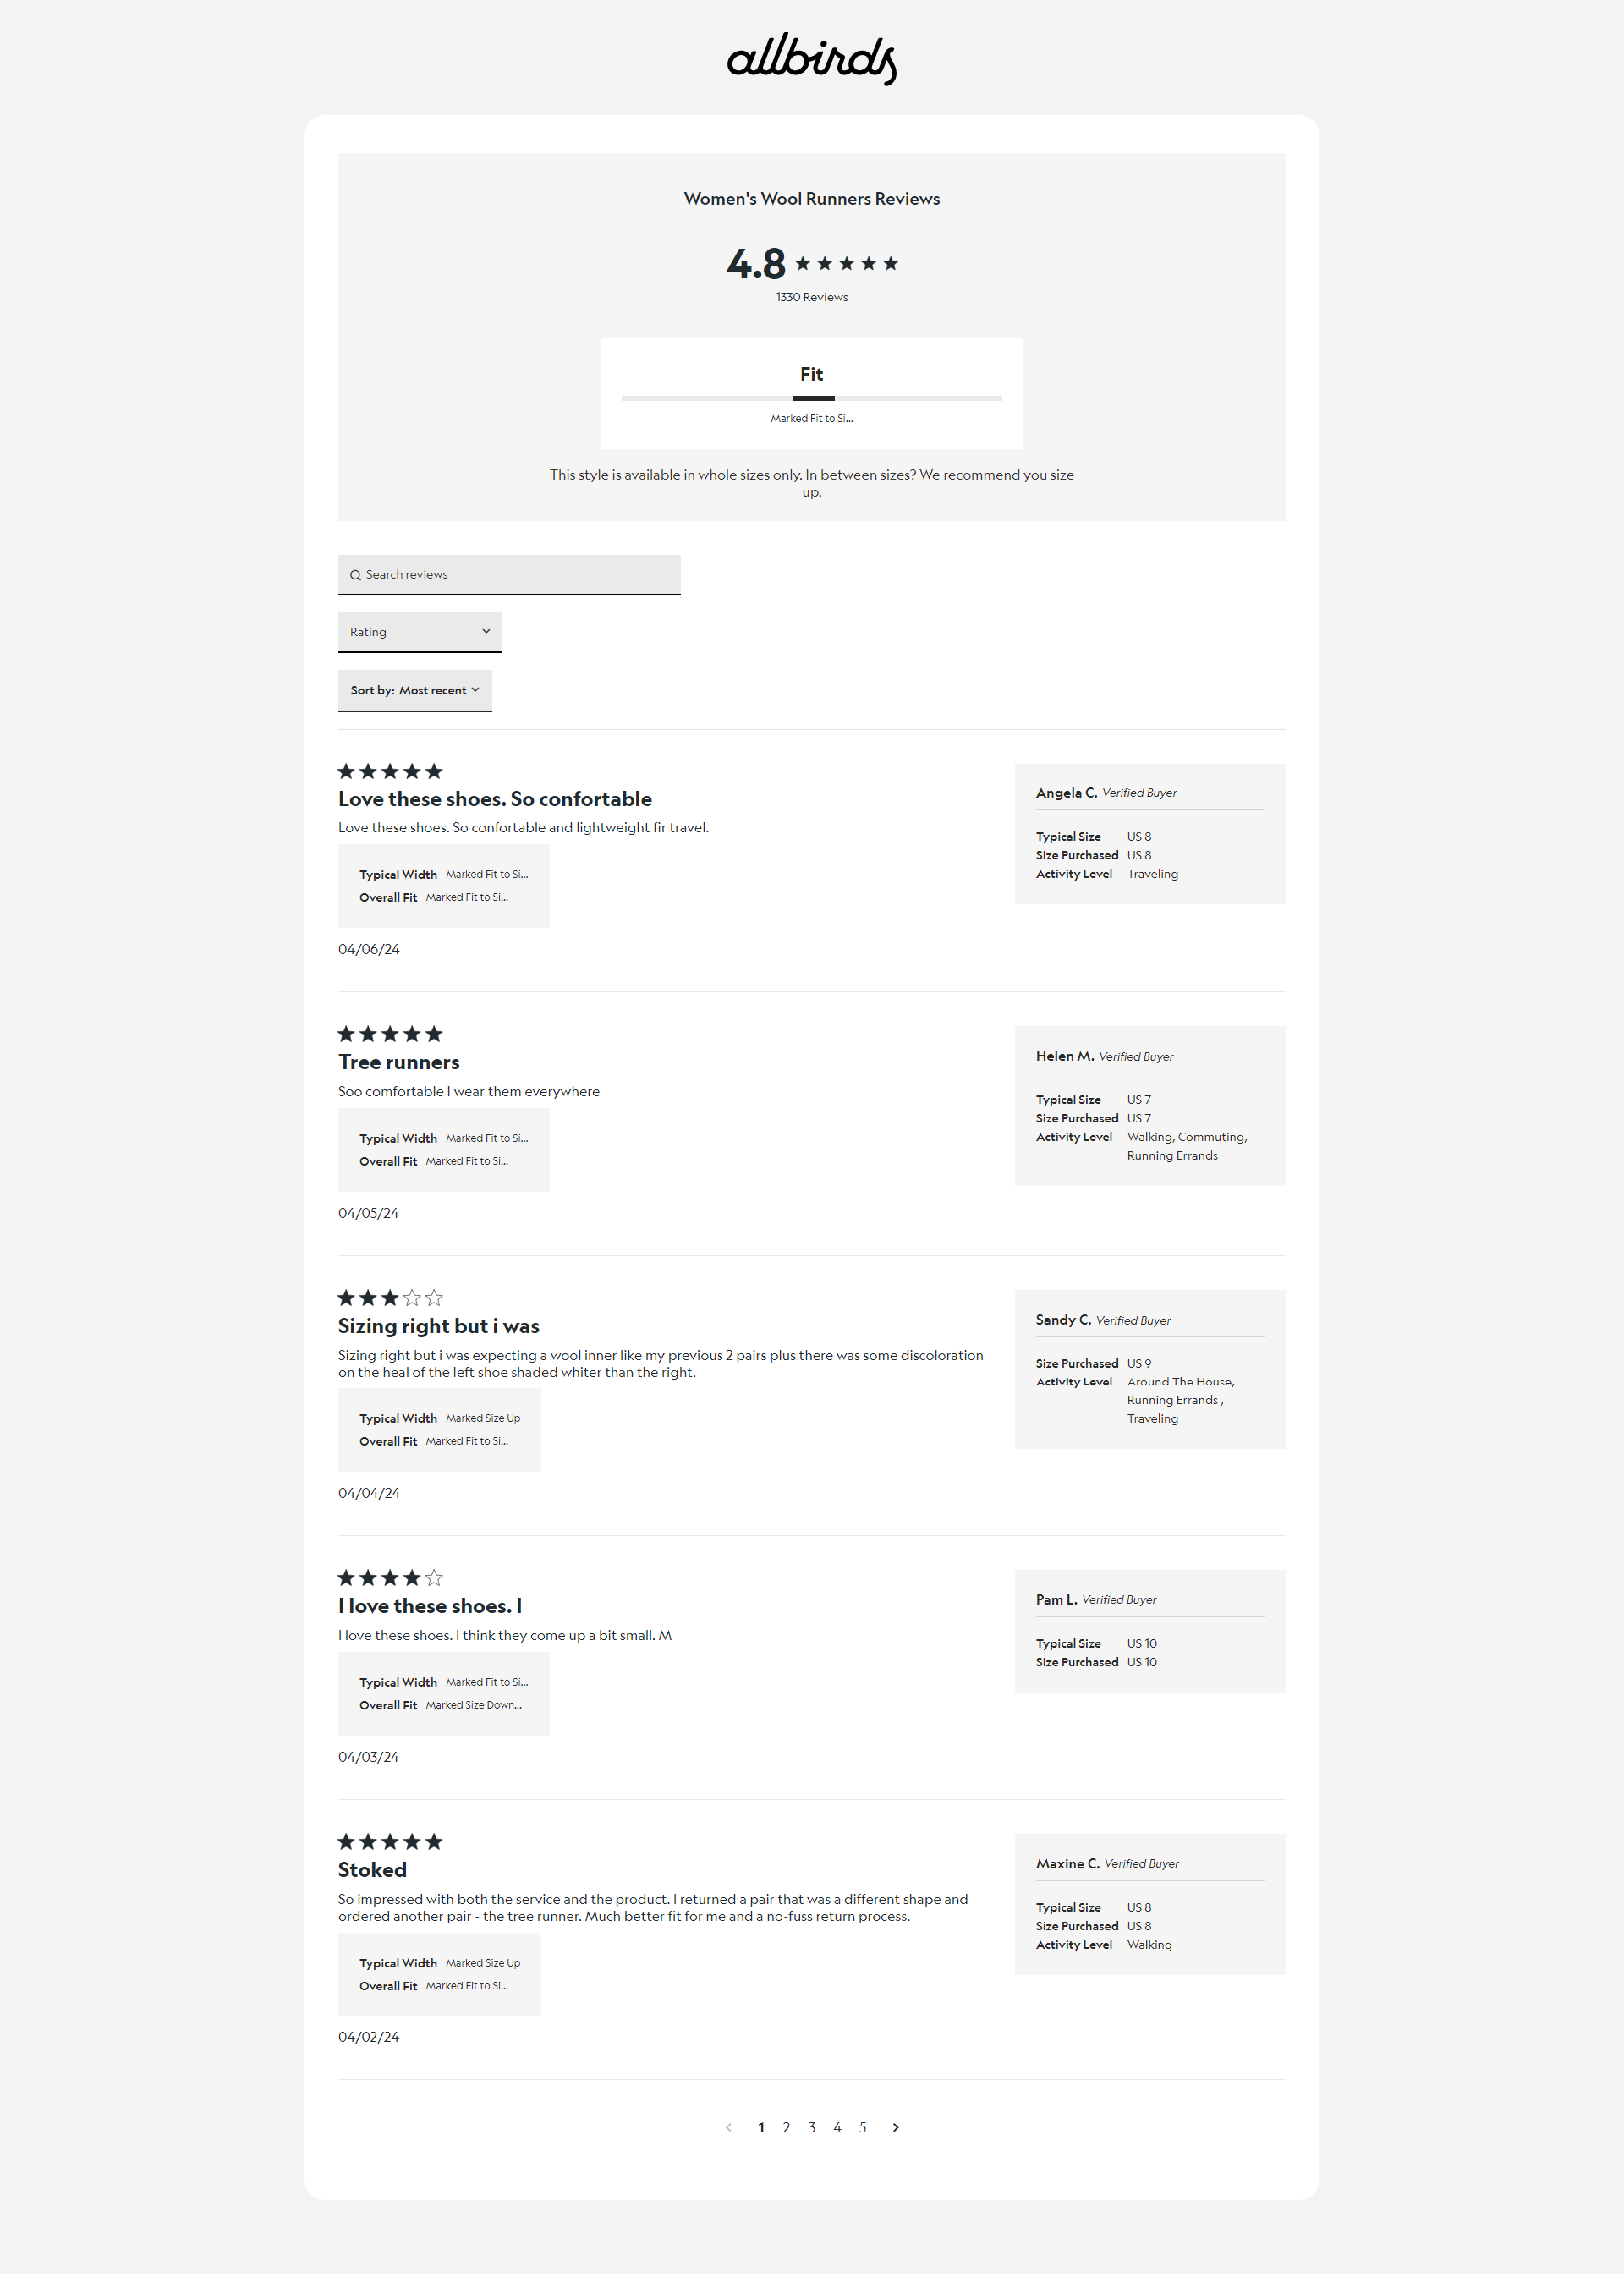 allbirds
Women's Wool Runners Reviews
4.8
1330 Reviews
Fit
Marked Fit to Si...
This style is available in whole sizes only. In between sizes? We recommend you size
up.
Search reviews
Rating
Sort by: Most recent
Love these shoes. So confortable
Love these shoes. So confortable and lightweight fir travel.
Typical Width Marked Fit to Si...
Overall Fit Marked Fit to Si...
04/06/24
Angela C. Verified Buyer
Typical Size US 8
Size Purchased US 8
Activity Level Traveling
Tree runners
Soo comfortable I wear them everywhere
Typical Width Marked Fit to Si...
Overall Fit Marked Fit to Si...
04/05/24
Helen M. Verified Buyer
Typical Size US 7
Size Purchased US 7
Activity Level Walking, Commuting,
Running Errands
Sizing right but i was
Sizing right but i was expecting a wool inner like my previous 2 pairs plus there was some discoloration
on the heal of the left shoe shaded whiter than the right.
Typical Width Marked Size Up
Overall Fit Marked Fit to Si...
04/04/24
Sandy C. Verified Buyer
Size Purchased US 9
Activity Level Around The House,
Running Errands ,
Traveling
I love these shoes. I
I love these shoes. I think they come up a bit small. M
Typical Width Marked Fit to Si...
Overall Fit Marked Size Down...
04/03/24
Pam L. Verified Buyer
Typical Size US 10
Size Purchased US 10
Stoked
So impressed with both the service and the product. I returned a pair that was a different shape and
ordered another pair - the tree runner. Much better fit for me and a no-fuss return process.
Typical Width Marked Size Up
Overall Fit Marked Fit to Si...
04/02/24
Maxine C. Verified Buyer
Typical Size US 8
Size Purchased US 8
Activity Level Walking
1 2 3 4 5